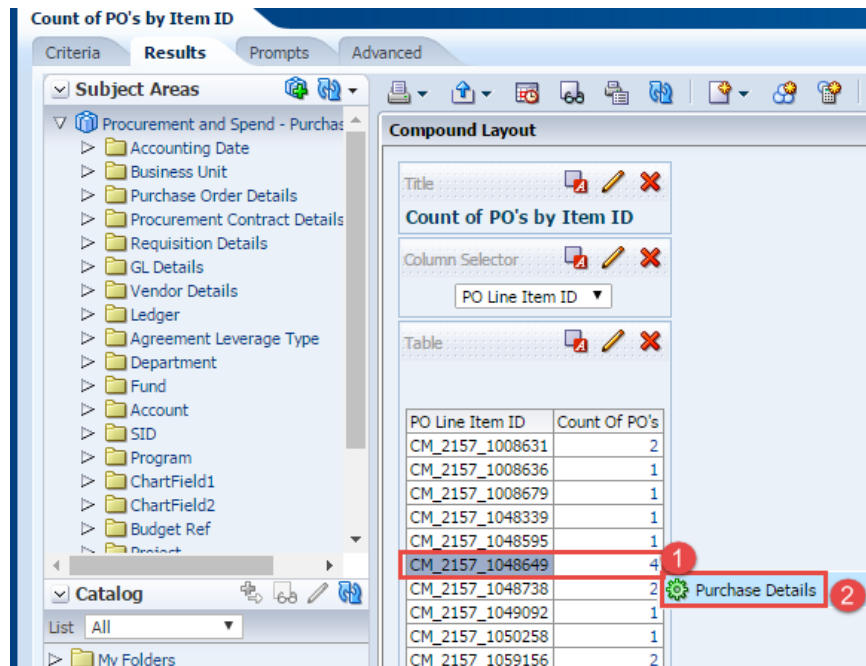 Count of PO's by Item ID
Criteria Results Prompts Advanced
Subject Areas
Procurement and Spend - Purchas
Accounting Date
Business Unit
Purchase Order Details
Procurement Contract Details
Requisition Details
GL Details
Vendor Details
Ledger
Agreement Leverage Type
Department
Fund
Account
SID
Program
ChartField1
ChartField2
Budget Ref
Project
Catalog
List All
My Folders
Compound Layout
Title
Count of PO's by Item ID
Column Selector
PO Line Item ID
Table
PO Line Item ID Count Of PO's
CM_2157_1008631 2
CM_2157_1008636 1
CM_2157_1008679 1
CM_2157_1048339 1
CM_2157_1048595 1
CM_2157_1048649 4 1
CM_2157_1048738 2 Purchase Details 2
CM_2157_1049092 1
CM_2157_1050258 1
CM_2157_1059156 2